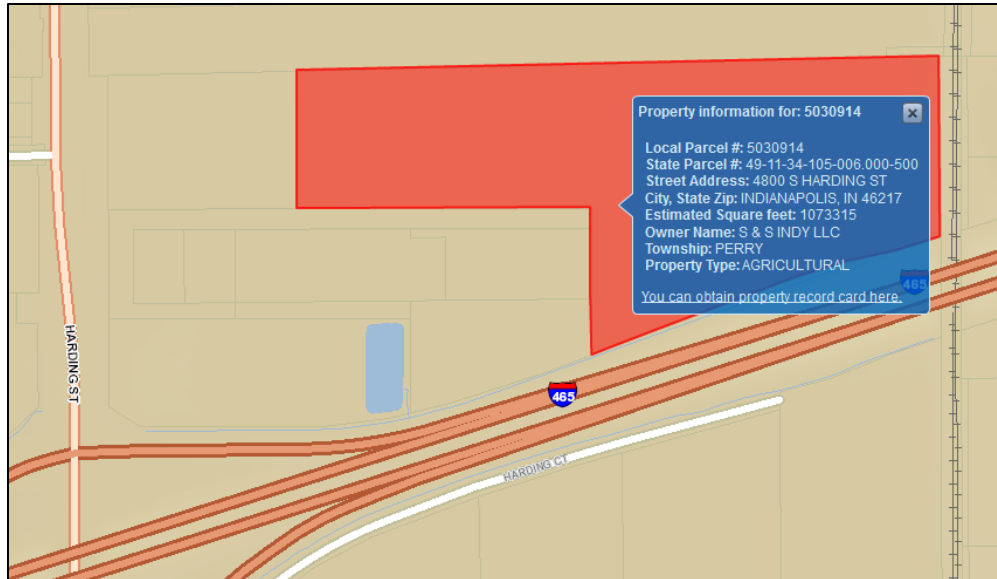 Property information for: 5030914
Local Parcel #: 5030914
State Parcel #: 49-11-34-105-006.000-500
Street Address: 4800 S HARDING ST
City, State Zip: INDIANAPOLIS, IN 46217
Estimated Square feet: 1073315
Owner Name: S & S INDY LLC
Township: PERRY
Property Type: AGRICULTURAL
465
You can obtain property record card here.
HARDING ST
465
HARDING CT